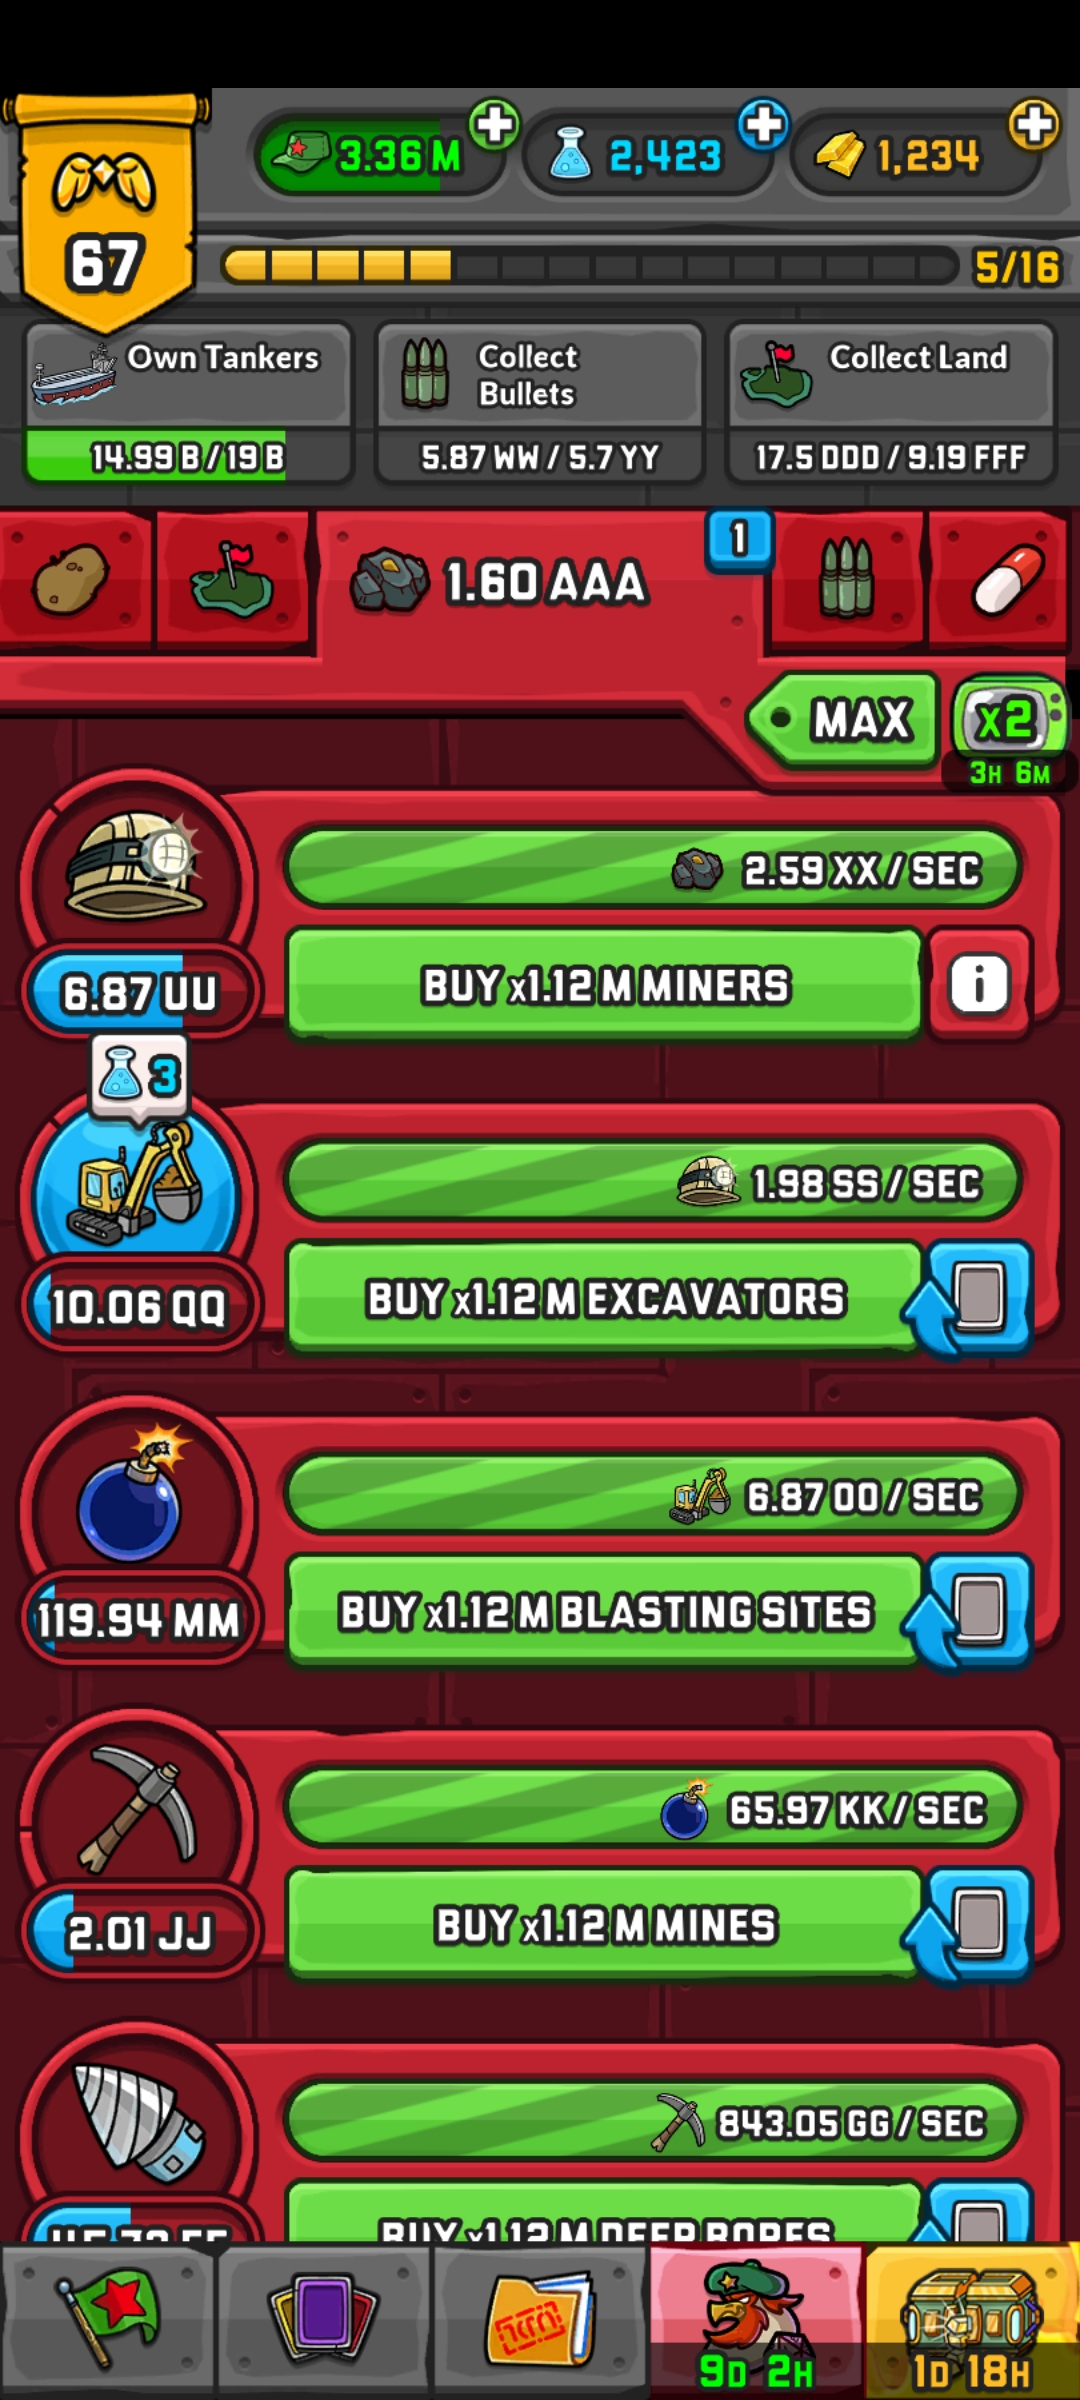 3.36 M
2,423
1,234
67
5/16
Own Tankers
14.99 B / 19 B
Collect
Bullets
5.87 WW / 5.7 YY
Collect Land
17.5 DDD / 9.19 FFF
1.60 AAA
1
MAX
x2
3H 6M
2.59 XX / SEC
6.87 UU
BUY x1.12 M MINERS
i
3
1.98 SS / SEC
10.06 QQ
BUY x1.12 M EXCAVATORS
6.87 OO / SEC
119.94 MM
BUY x1.12 M BLASTING SITES
65.97 KK / SEC
2.01 JJ
BUY x1.12 M MINES
843.05 GG / SEC
BUY x1.12 M DEEP BORES
9D 2H
1D 18H